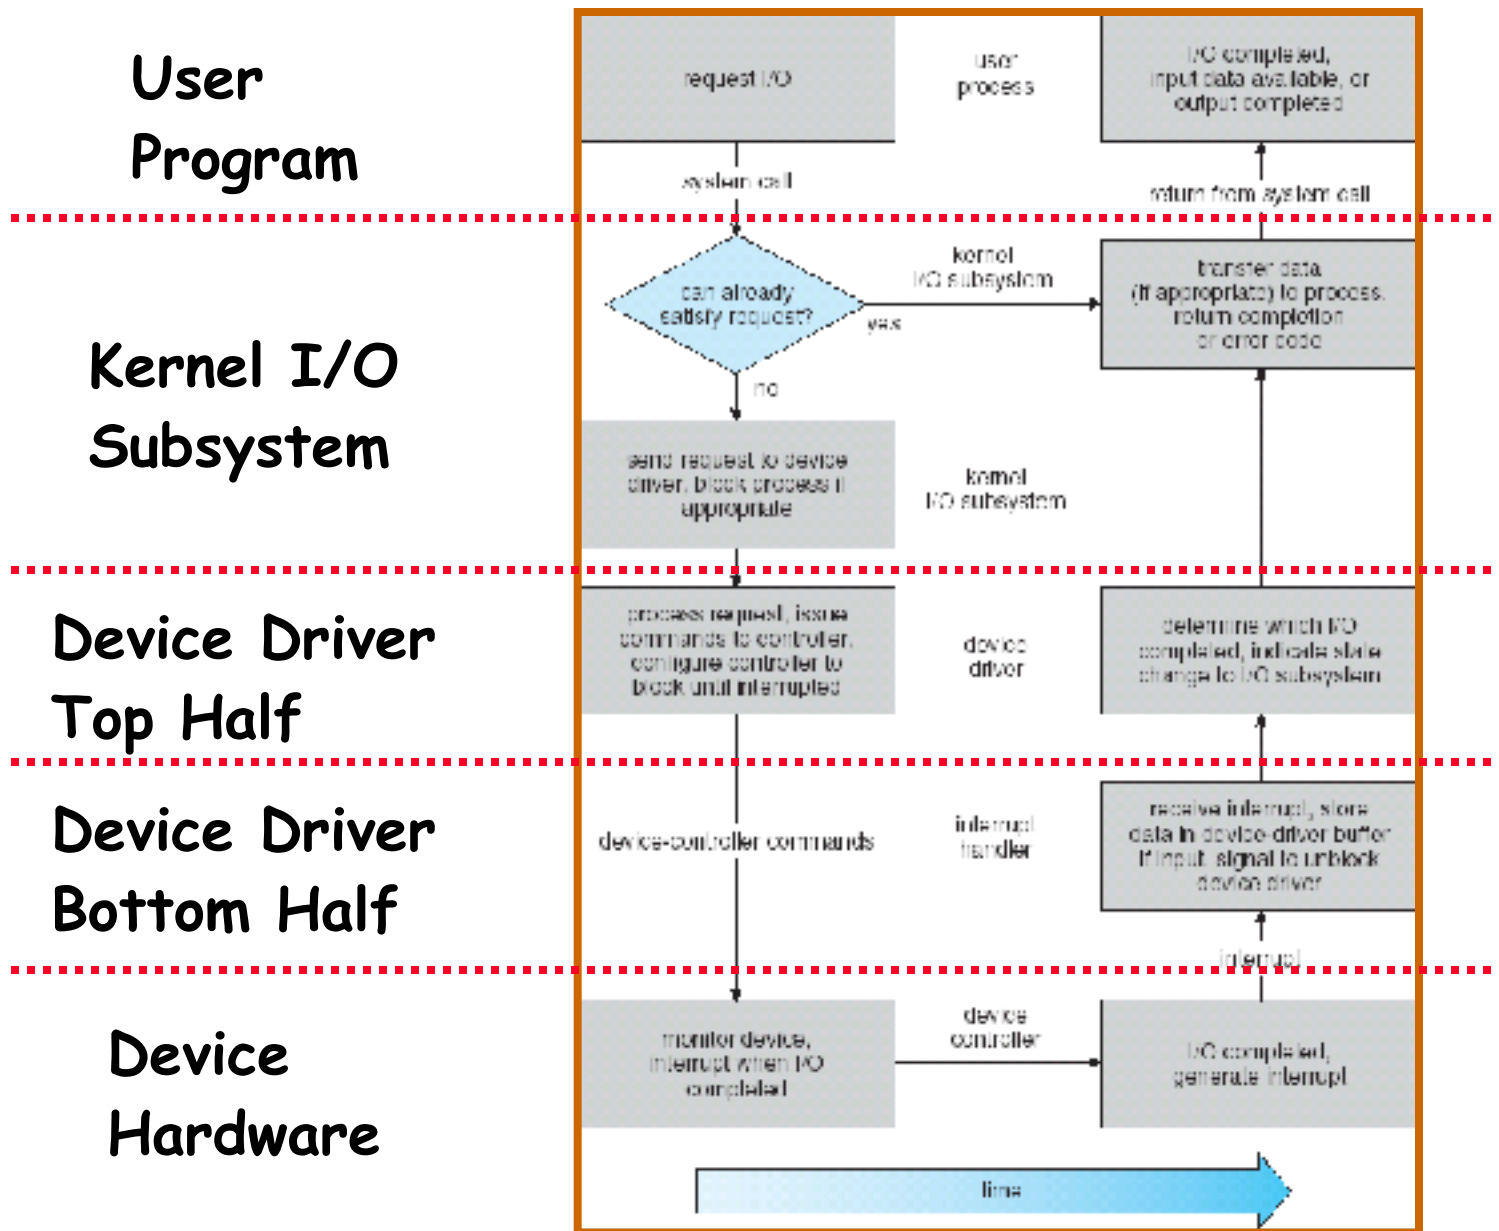 User
Program
request I/O
user
process
I/O completed,
input data available, or
output completed
system call
return from system call
Kernel I/O
Subsystem
can already
satisfy request?
kernel
I/O subsystem
yes
transfer data
(if appropriate) to process,
return completion
or error code
no
send request to device
driver, block process if
appropriate
kernel
I/O subsystem
Device Driver
Top Half
process request, issue
commands to controller,
configure controller to
block until interrupted
device
driver
determine which I/O
completed, indicate state
change to I/O subsystem
Device Driver
Bottom Half
device-controller commands
interrupt
handler
receive interrupt, store
data in device-driver buffer
if input, signal to unblock
device driver
interrupt
Device
Hardware
monitor device,
interrupt when I/O
completed
device
controller
I/O completed,
generate interrupt
time